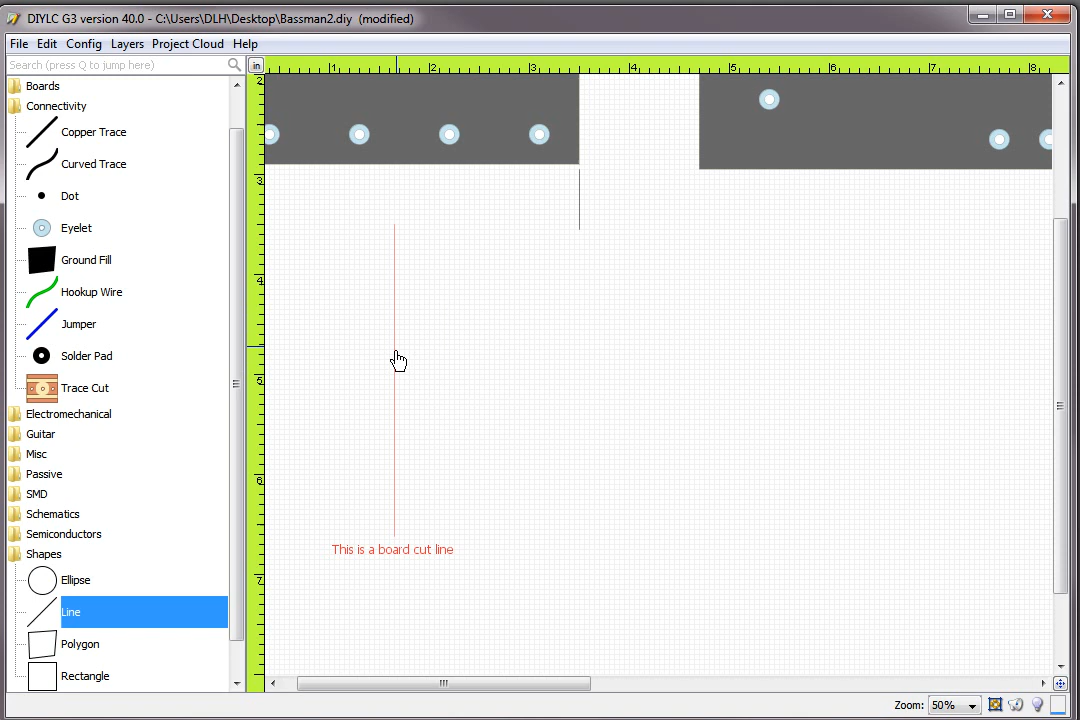 DIYLC G3 version 40.0 - C:\Users\DLH\Desktop\Bassman2.diy (modified)
File Edit Config Layers Project Cloud Help
Search (press Q to jump here)
in
1 2 3 4 5 6 7 8
Boards
Connectivity
Copper Trace
Curved Trace
Dot
Eyelet
Ground Fill
Hookup Wire
Jumper
Solder Pad
Trace Cut
Electromechanical
Guitar
Misc
Passive
SMD
Schematics
Semiconductors
Shapes
Ellipse
Line
Polygon
Rectangle
2
3
4
5
6
7
This is a board cut line
Zoom: 50%